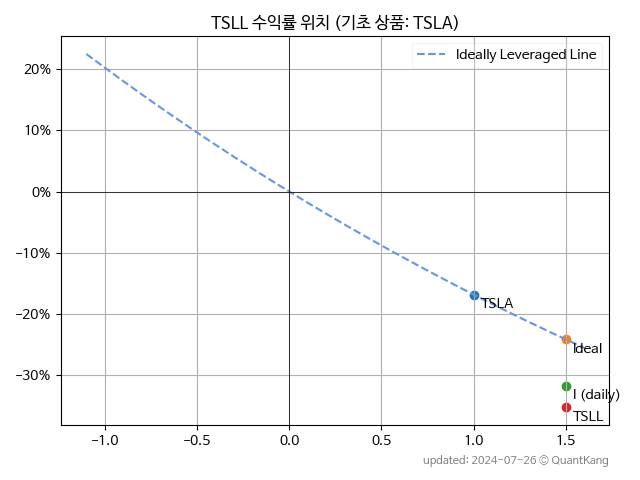 TSLL 수익률 위치 (기초 상품: TSLA)
Ideally Leveraged Line
20%
10%
0%
−10%
−20%
−30%
TSLA
Ideal
I (daily)
TSLL
−1.0 −0.5 0.0 0.5 1.0 1.5
updated: 2024-07-26 © QuantKang